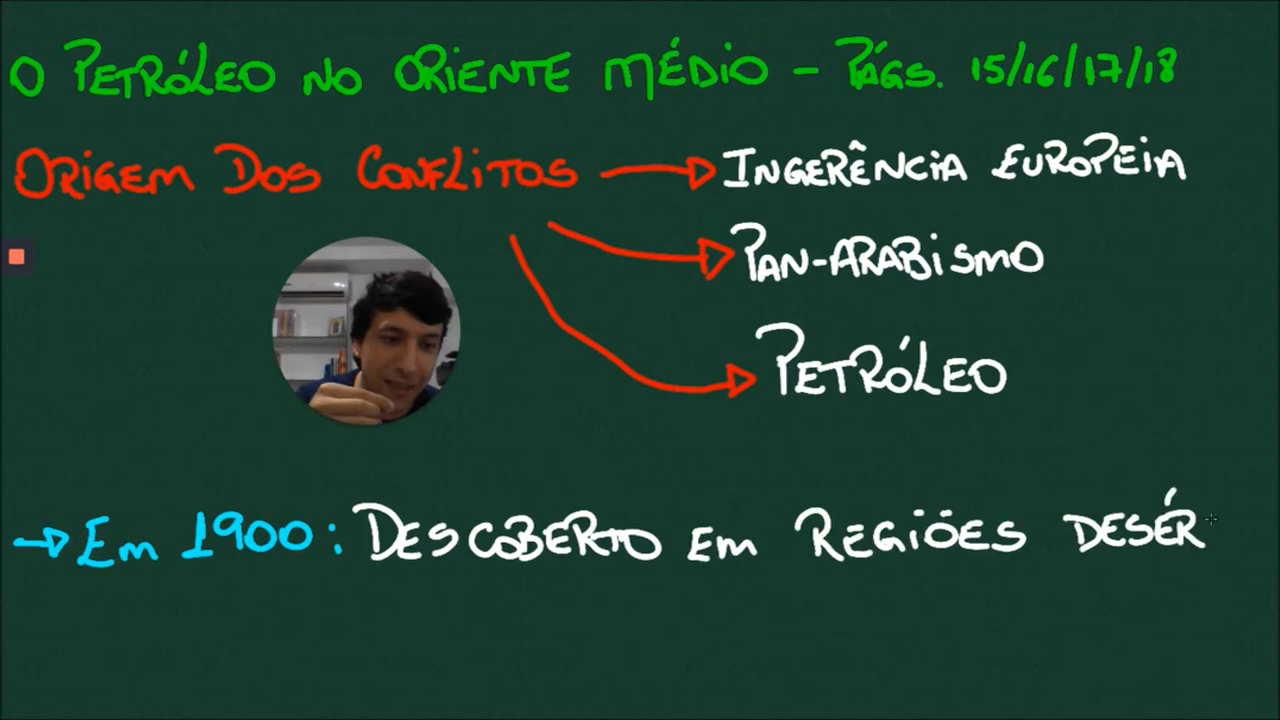 O PETRÓLEO NO ORIENTE MÉDIO - PÁGS. 15/16/17/18
ORIGEM DOS CONFLITOS → INGERÊNCIA EUROPEIA
PAN-ARABISMO
PETRÓLEO
→ Em 1900: DESCOBERTO EM REGIÕES DESÉR